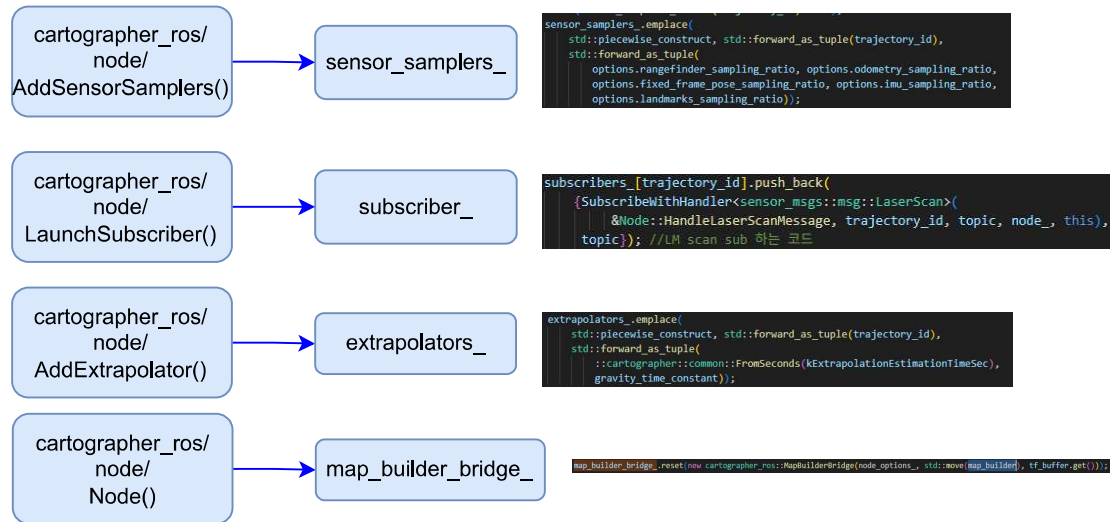 cartographer_ros/
node/
AddSensorSamplers()
sensor_samplers_
sensor_samplers_.emplace(
std::piecewise_construct, std::forward_as_tuple(trajectory_id),
std::forward_as_tuple(
options.rangefinder_sampling_ratio, options.odometry_sampling_ratio,
options.fixed_frame_pose_sampling_ratio, options.imu_sampling_ratio,
options.landmarks_sampling_ratio));
cartographer_ros/
node/
LaunchSubscriber()
subscriber_
subscribers_[trajectory_id].push_back(
{SubscribeWithHandler<sensor_msgs::msg::LaserScan>(
&Node::HandleLaserScanMessage, trajectory_id, topic, node_, this),
topic}); //LM scan sub 하는 코드
cartographer_ros/
node/
AddExtrapolator()
extrapolators_
extrapolators_.emplace(
std::piecewise_construct, std::forward_as_tuple(trajectory_id),
std::forward_as_tuple(
::cartographer::common::FromSeconds(kExtrapolationEstimationTimeSec),
gravity_time_constant));
cartographer_ros/
node/
Node()
map_builder_bridge_
map_builder_bridge_.reset(new cartographer_ros::MapBuilderBridge(node_options_, std::move(map_builder), tf_buffer.get()));